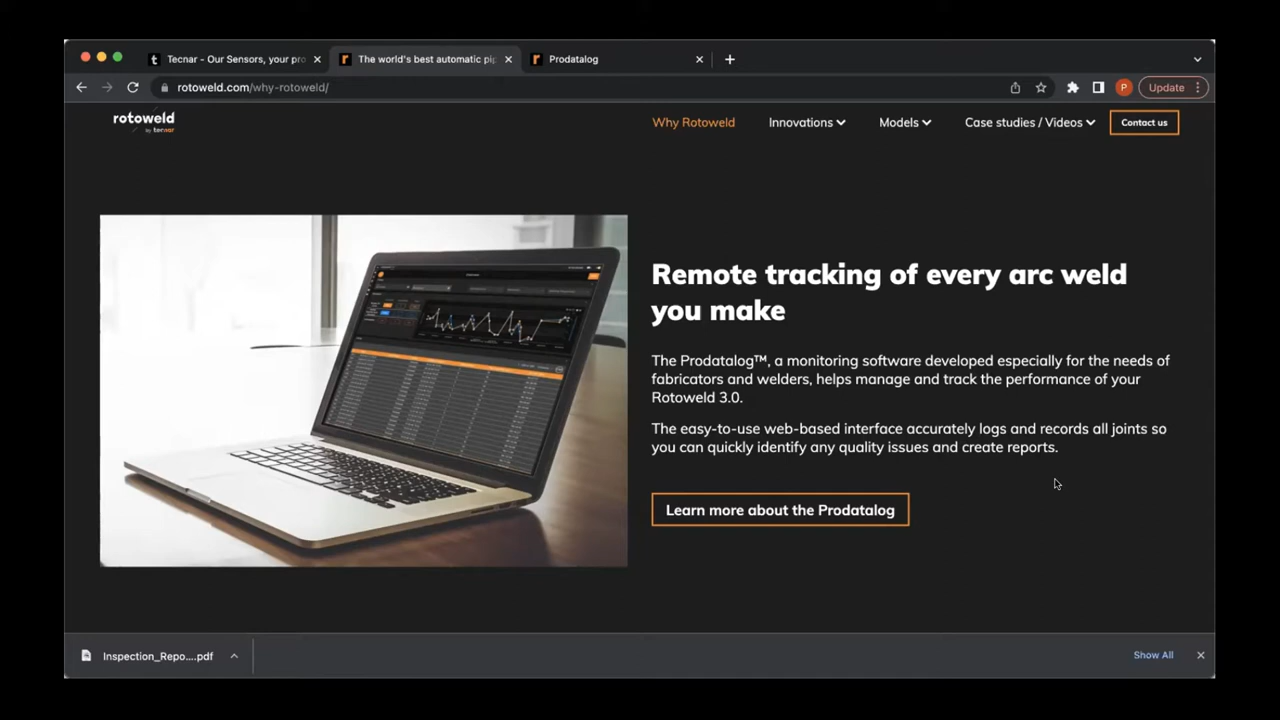 Tecnar - Our Sensors, your pro
The world's best automatic pip
Prodatalog
rotoweld.com/why-rotoweld/
P
Update
rotoweld
by tecnar
Why Rotoweld
Innovations
Models
Case studies / Videos
Contact us
Remote tracking of every arc weld
you make
The Prodatalog™, a monitoring software developed especially for the needs of
fabricators and welders, helps manage and track the performance of your
Rotoweld 3.0.
The easy-to-use web-based interface accurately logs and records all joints so
you can quickly identify any quality issues and create reports.
Learn more about the Prodatalog
Inspection_Repo....pdf
Show All